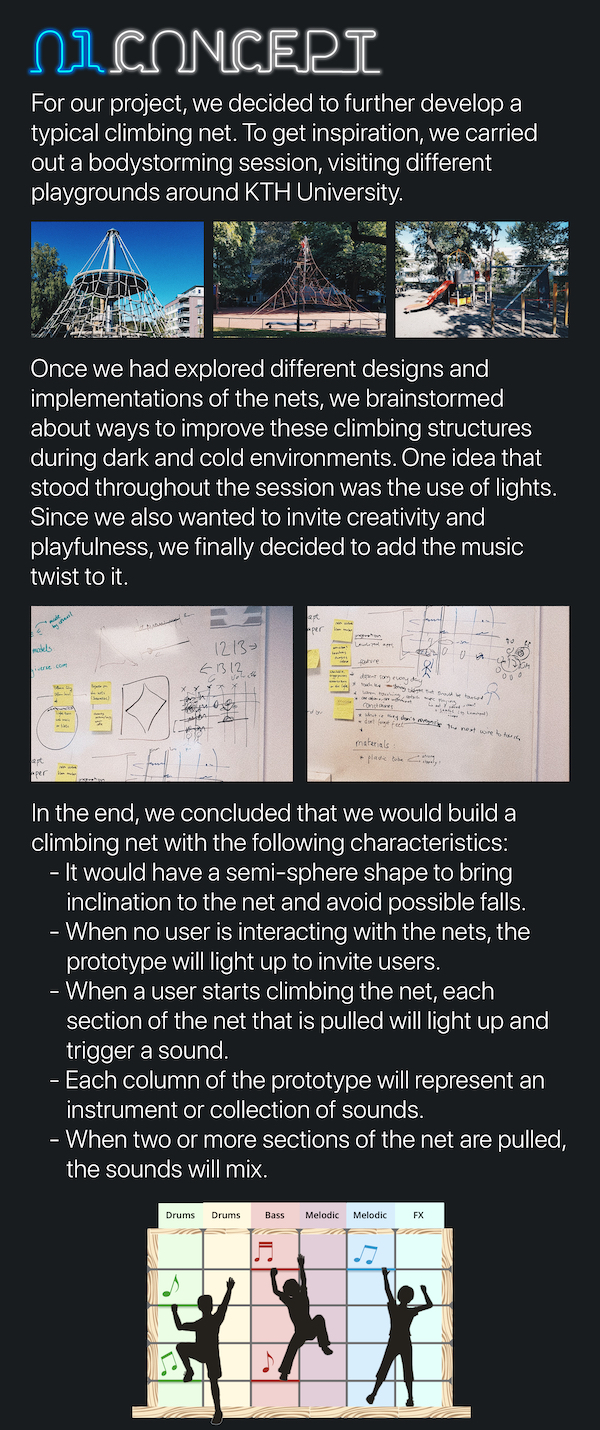 01 CONCEPT
For our project, we decided to further develop a
typical climbing net. To get inspiration, we carried
out a bodystorming session, visiting different
playgrounds around KTH University.
Once we had explored different designs and
implementations of the nets, we brainstormed
about ways to improve these climbing structures
during dark and cold environments. One idea that
stood throughout the session was the use of lights.
Since we also wanted to invite creativity and
playfulness, we finally decided to add the music
twist to it.
models
12 13
13 12
materials:
In the end, we concluded that we would build a
climbing net with the following characteristics:
- It would have a semi-sphere shape to bring
inclination to the net and avoid possible falls.
- When no user is interacting with the nets, the
prototype will light up to invite users.
- When a user starts climbing the net, each
section of the net that is pulled will light up and
trigger a sound.
- Each column of the prototype will represent an
instrument or collection of sounds.
- When two or more sections of the net are pulled,
the sounds will mix.
Drums Drums Bass Melodic Melodic FX